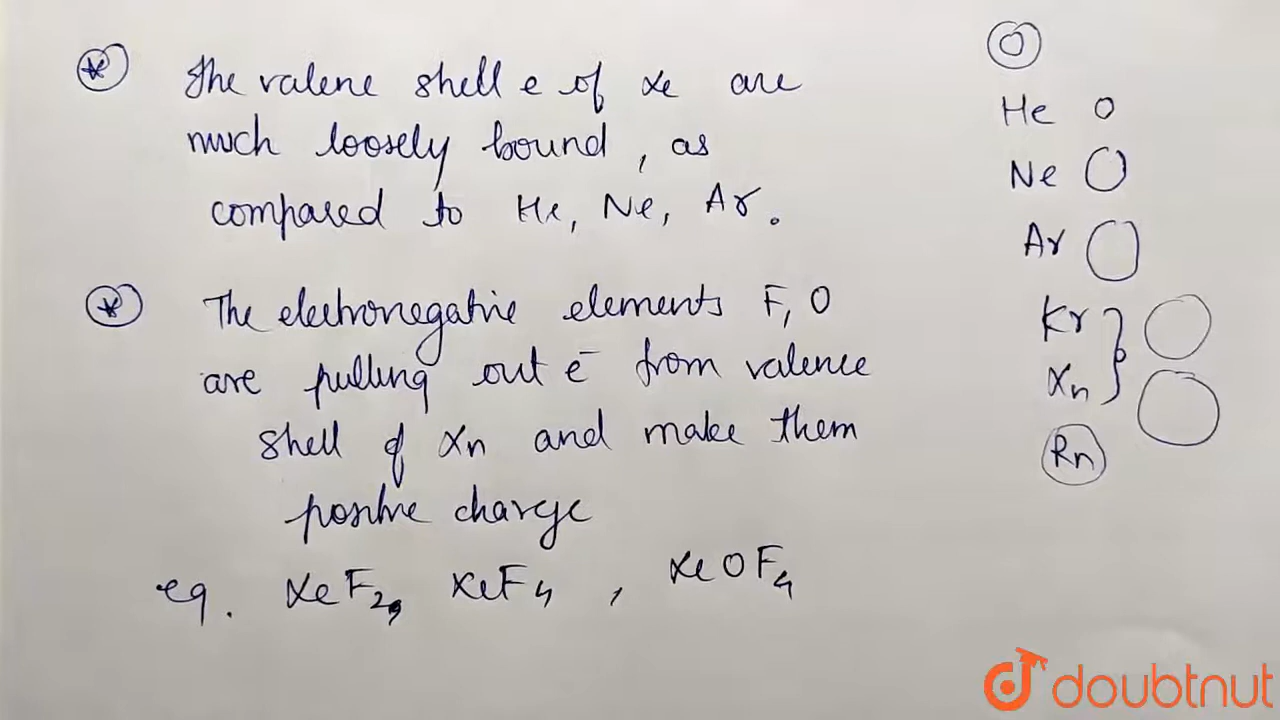 The valene shell e of Xe are
much loosely bound, as
compared to He, Ne, Ar.
The electronegative elements F, O
are pulling out e⁻ from valence
shell of Xn and make them
positive charge
eg. XeF₂, XeF₄, XeOF₄
O
He
Ne
Ar
Kr
Xn
Rn
doubtnut